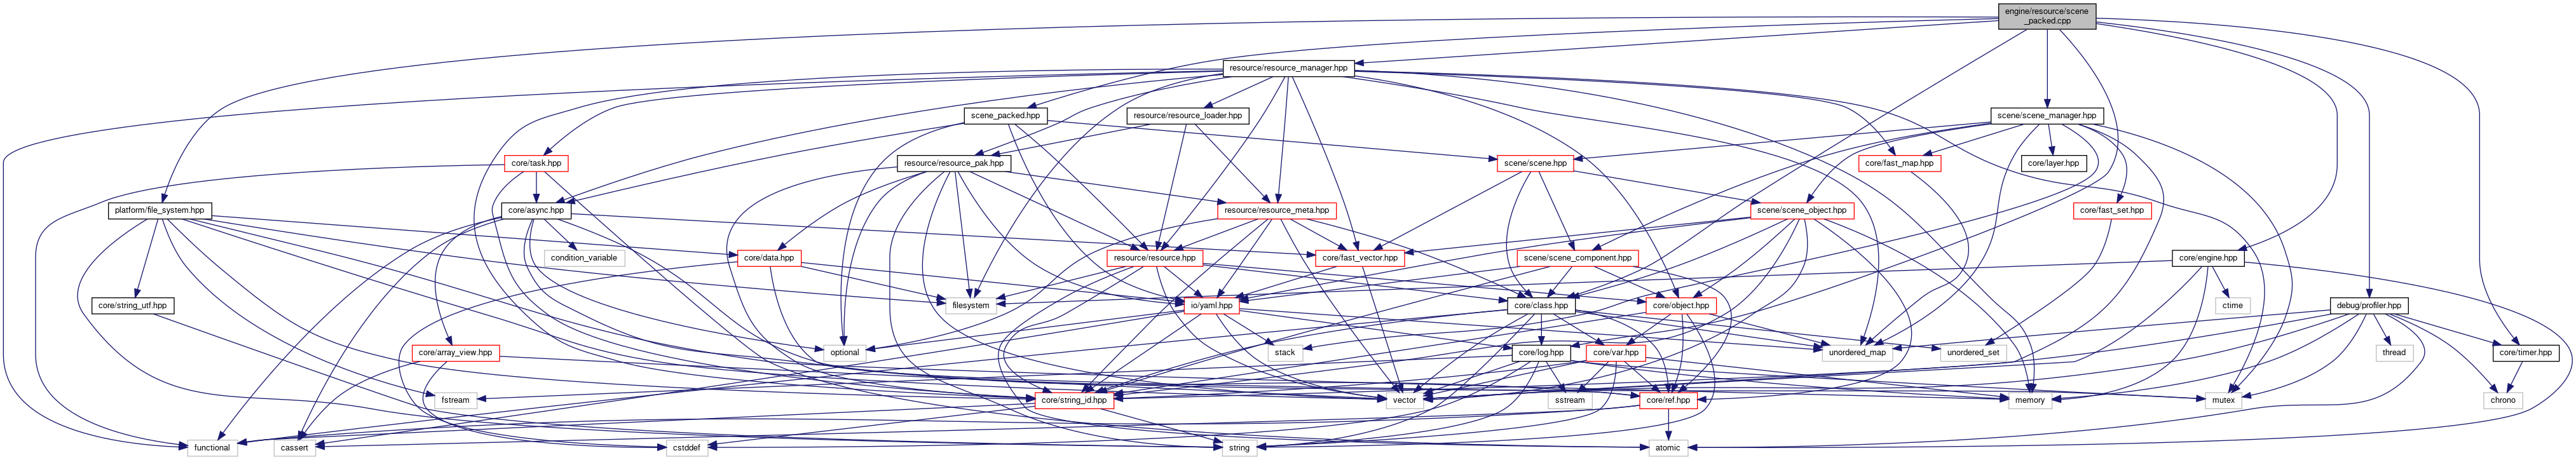 engine/resource/scene
_packed.cpp
resource/resource_manager.hpp
scene_packed.hpp
resource/resource_loader.hpp
scene/scene_manager.hpp
core/task.hpp
resource/resource_pak.hpp
scene/scene.hpp
core/fast_map.hpp
core/layer.hpp
platform/file_system.hpp
core/async.hpp
resource/resource_meta.hpp
scene/scene_object.hpp
core/fast_set.hpp
condition_variable
core/data.hpp
resource/resource.hpp
core/fast_vector.hpp
scene/scene_component.hpp
core/engine.hpp
core/string_utf.hpp
filesystem
io/yaml.hpp
core/class.hpp
core/object.hpp
ctime
debug/profiler.hpp
core/array_view.hpp
optional
stack
core/log.hpp
core/var.hpp
unordered_map
unordered_set
thread
core/timer.hpp
fstream
core/string_id.hpp
vector
sstream
core/ref.hpp
memory
mutex
chrono
functional
cassert
cstddef
string
atomic